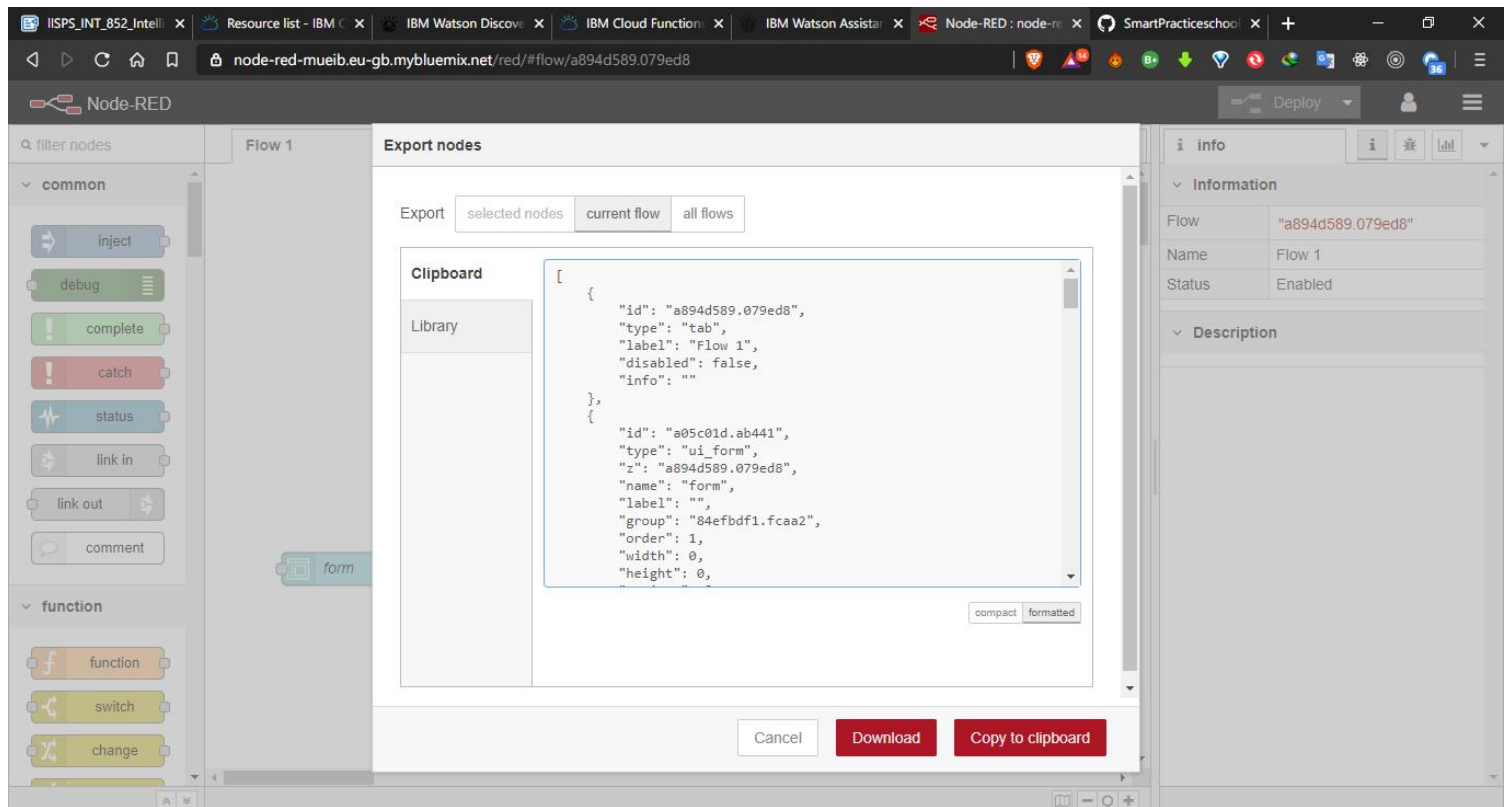 IISPS_INT_852_Intelli
Resource list - IBM C
IBM Watson Discove
IBM Cloud Functions
IBM Watson Assistan
Node-RED : node-re
SmartPracticeschool
node-red-mueib.eu-gb.mybluemix.net/red/#flow/a894d589.079ed8
14
B+
36
Node-RED
Deploy
filter nodes
Flow 1
common
inject
debug
complete
catch
status
link in
link out
comment
form
function
function
switch
change
Export nodes
Export
selected nodes
current flow
all flows
Clipboard
Library
[
{
"id": "a894d589.079ed8",
"type": "tab",
"label": "Flow 1",
"disabled": false,
"info": ""
},
{
"id": "a05c01d.ab441",
"type": "ui_form",
"z": "a894d589.079ed8",
"name": "form",
"label": "",
"group": "84efbdf1.fcaa2",
"order": 1,
"width": 0,
"height": 0,
compact
formatted
Cancel
Download
Copy to clipboard
i info
i
Information
Flow "a894d589.079ed8"
Name Flow 1
Status Enabled
Description